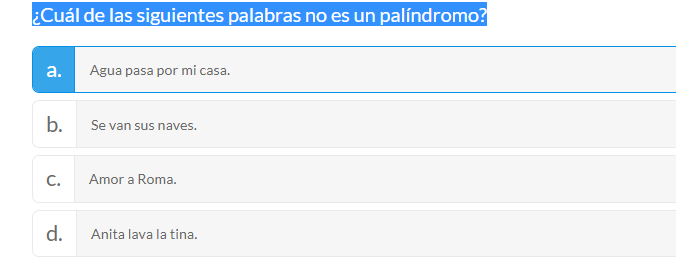 ¿Cuál de las siguientes palabras no es un palíndromo?
a. Agua pasa por mi casa.
b. Se van sus naves.
c. Amor a Roma.
d. Anita lava la tina.